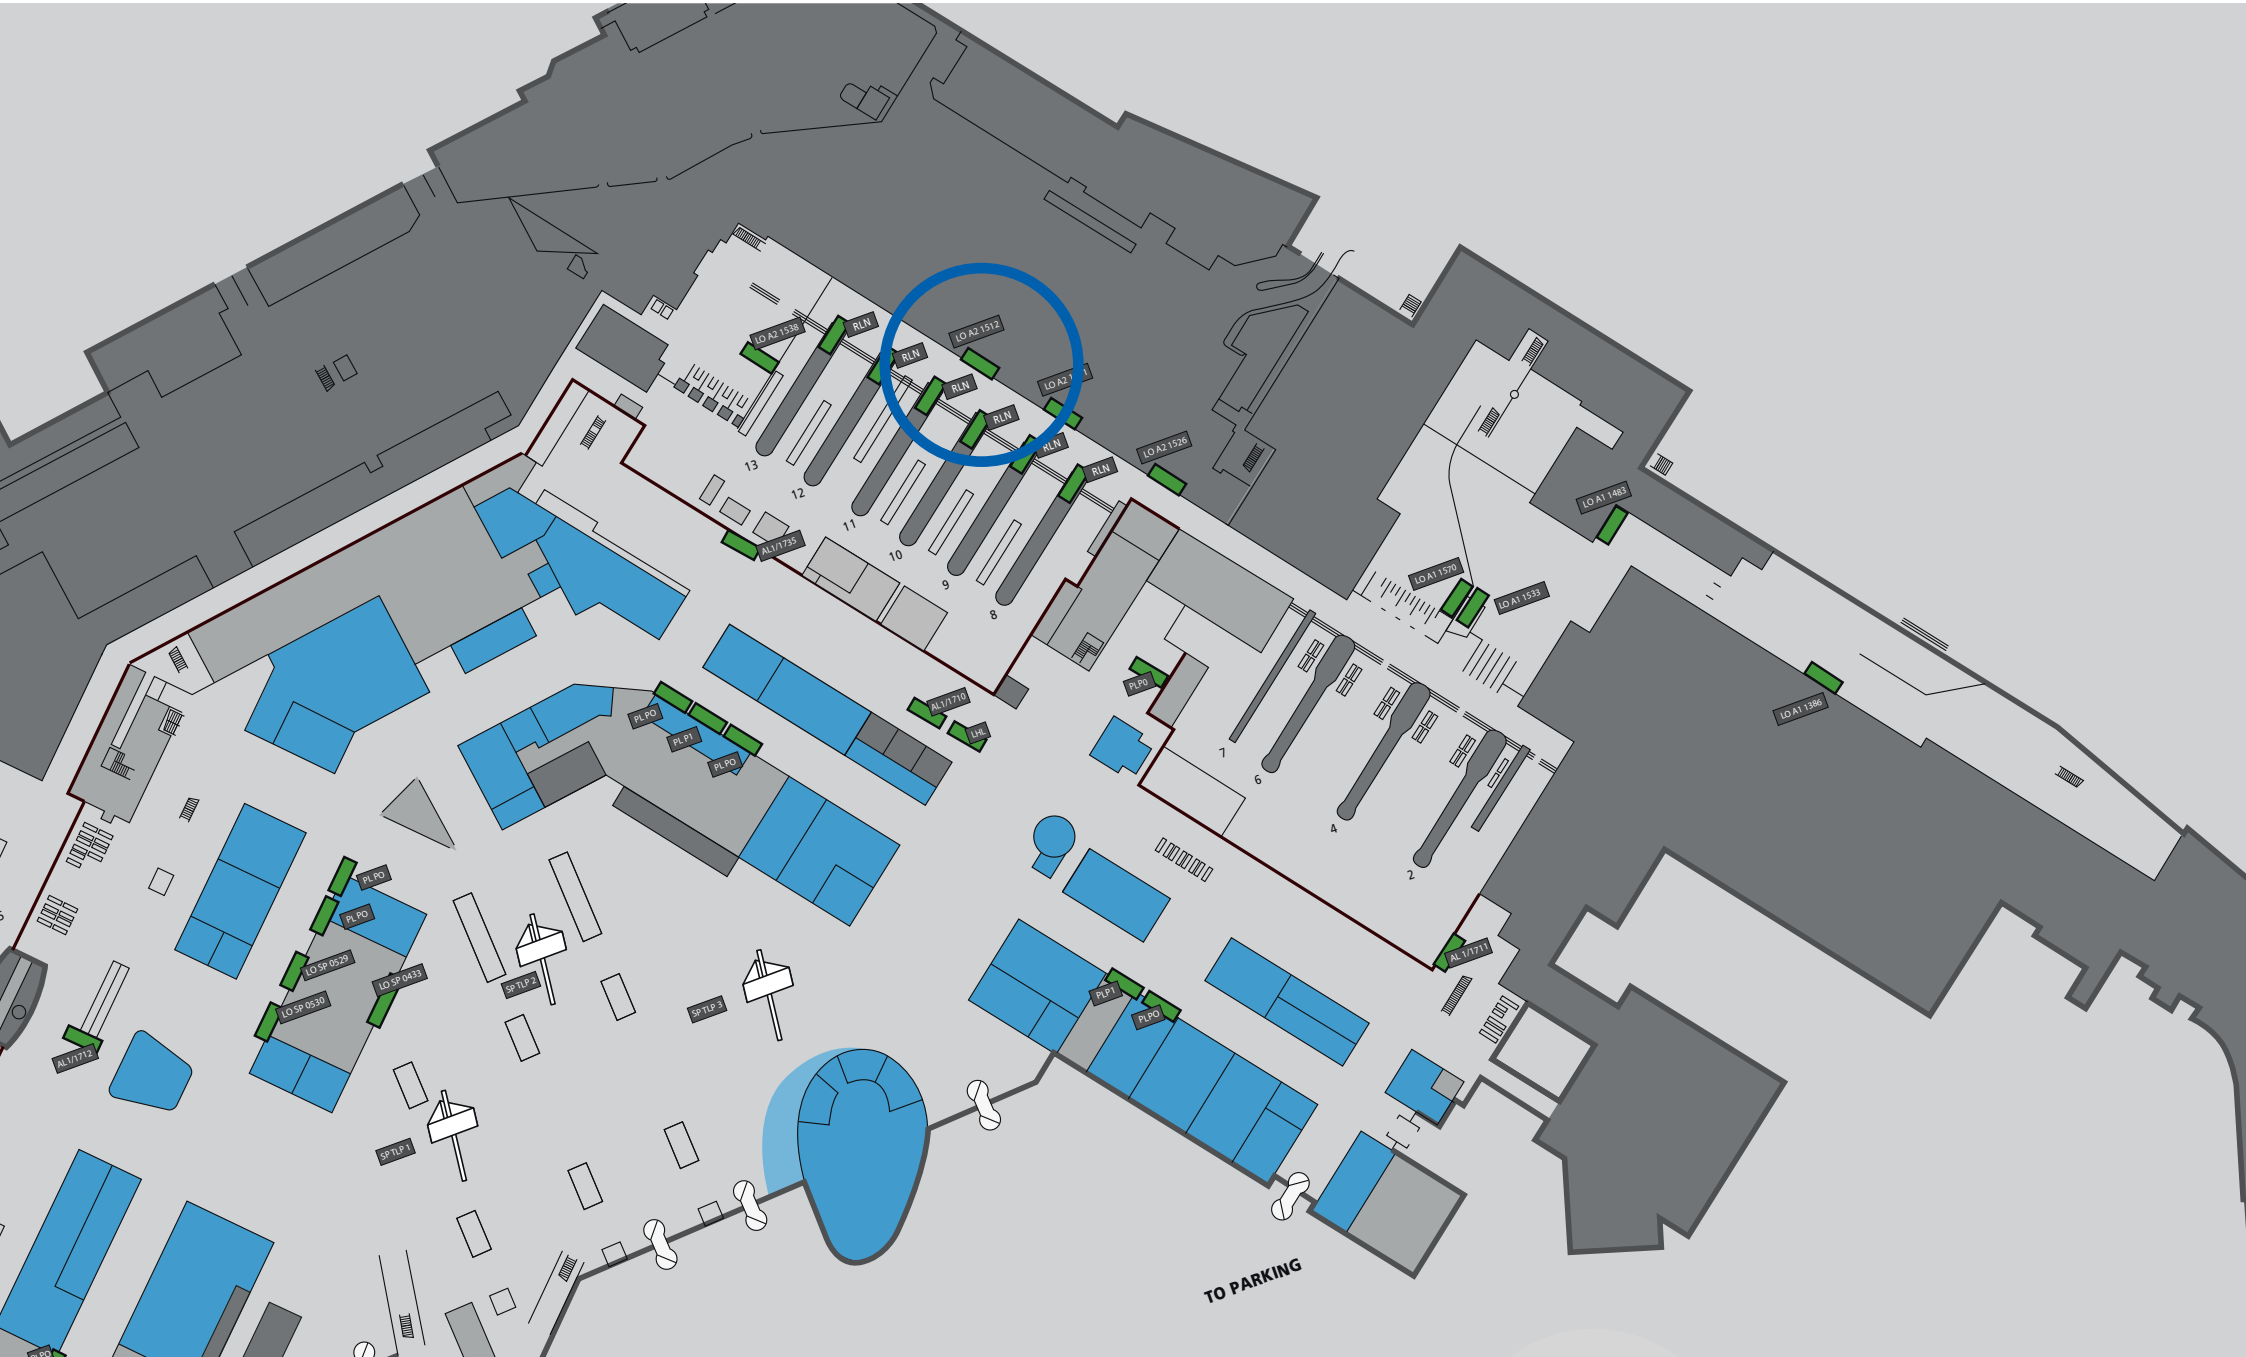 LO A2 1538
RLN
RLN
LO A2 1512
RLN
LO A2
RLN
RLN
LO A2 1526
RLN
13
12
11
10
9
8
AL1/1735
LO A1 1483
LO A1 1570
LO A1 1533
LO A1 1386
PLP0
AL1/1710
LHL
PL PO
PL P1
PL PO
7
6
4
2
PL PO
PL PO
LO SP 0529
LO SP 0433
LO SP 0530
SP TLP 2
SP TLP 3
AL 1/1711
PLP1
PLPO
AL1/1712
SP TLP 1
TO PARKING
PLPO